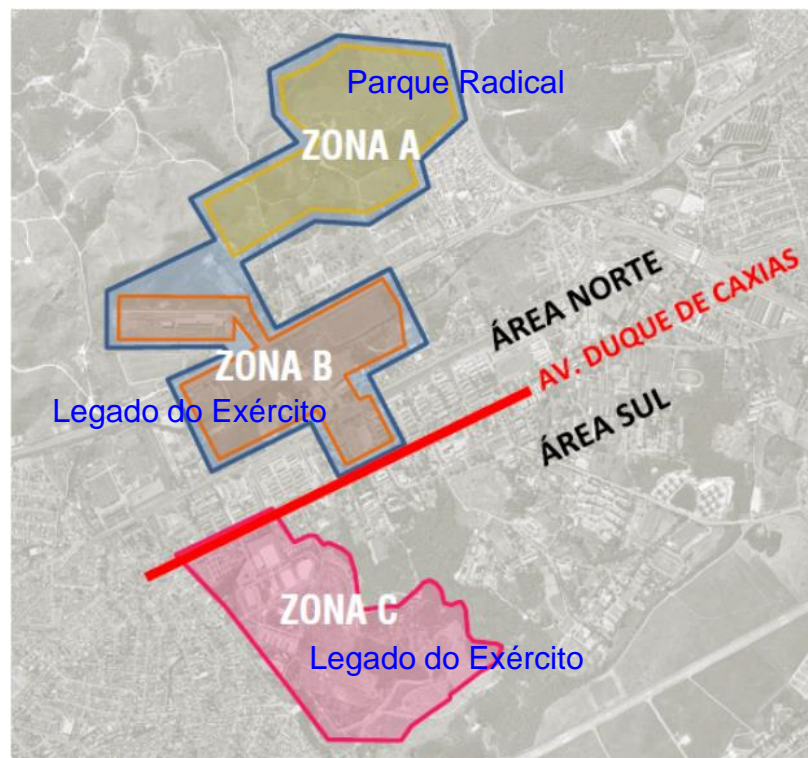 Parque Radical
ZONA A
ÁREA NORTE
AV. DUQUE DE CAXIAS
ZONA B
Legado do Exército
ÁREA SUL
ZONA C
Legado do Exército